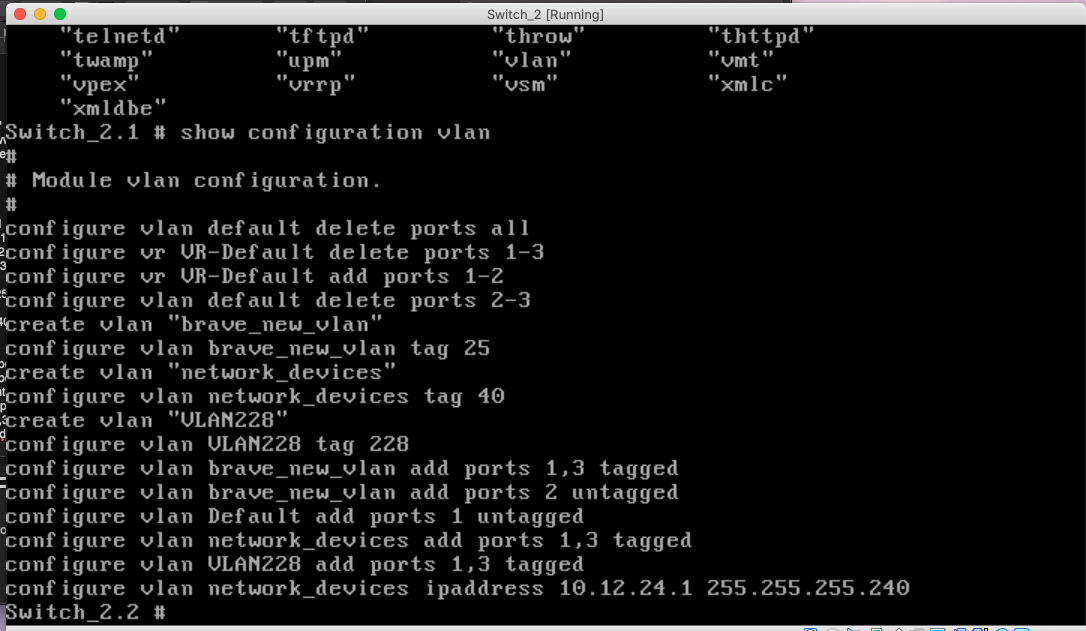 Switch_2 [Running]
"telnetd" "tftpd" "throw" "thttpd"
"twamp" "upm" "vlan" "vmt"
"vpex" "vrrp" "vsm" "xmlc"
"xmldbe"
Switch_2.1 # show configuration vlan
#
# Module vlan configuration.
#
configure vlan default delete ports all
configure vr VR-Default delete ports 1-3
configure vr VR-Default add ports 1-2
configure vlan default delete ports 2-3
create vlan "brave_new_vlan"
configure vlan brave_new_vlan tag 25
create vlan "network_devices"
configure vlan network_devices tag 40
create vlan "VLAN228"
configure vlan VLAN228 tag 228
configure vlan brave_new_vlan add ports 1,3 tagged
configure vlan brave_new_vlan add ports 2 untagged
configure vlan Default add ports 1 untagged
configure vlan network_devices add ports 1,3 tagged
configure vlan VLAN228 add ports 1,3 tagged
configure vlan network_devices ipaddress 10.12.24.1 255.255.255.240
Switch_2.2 #